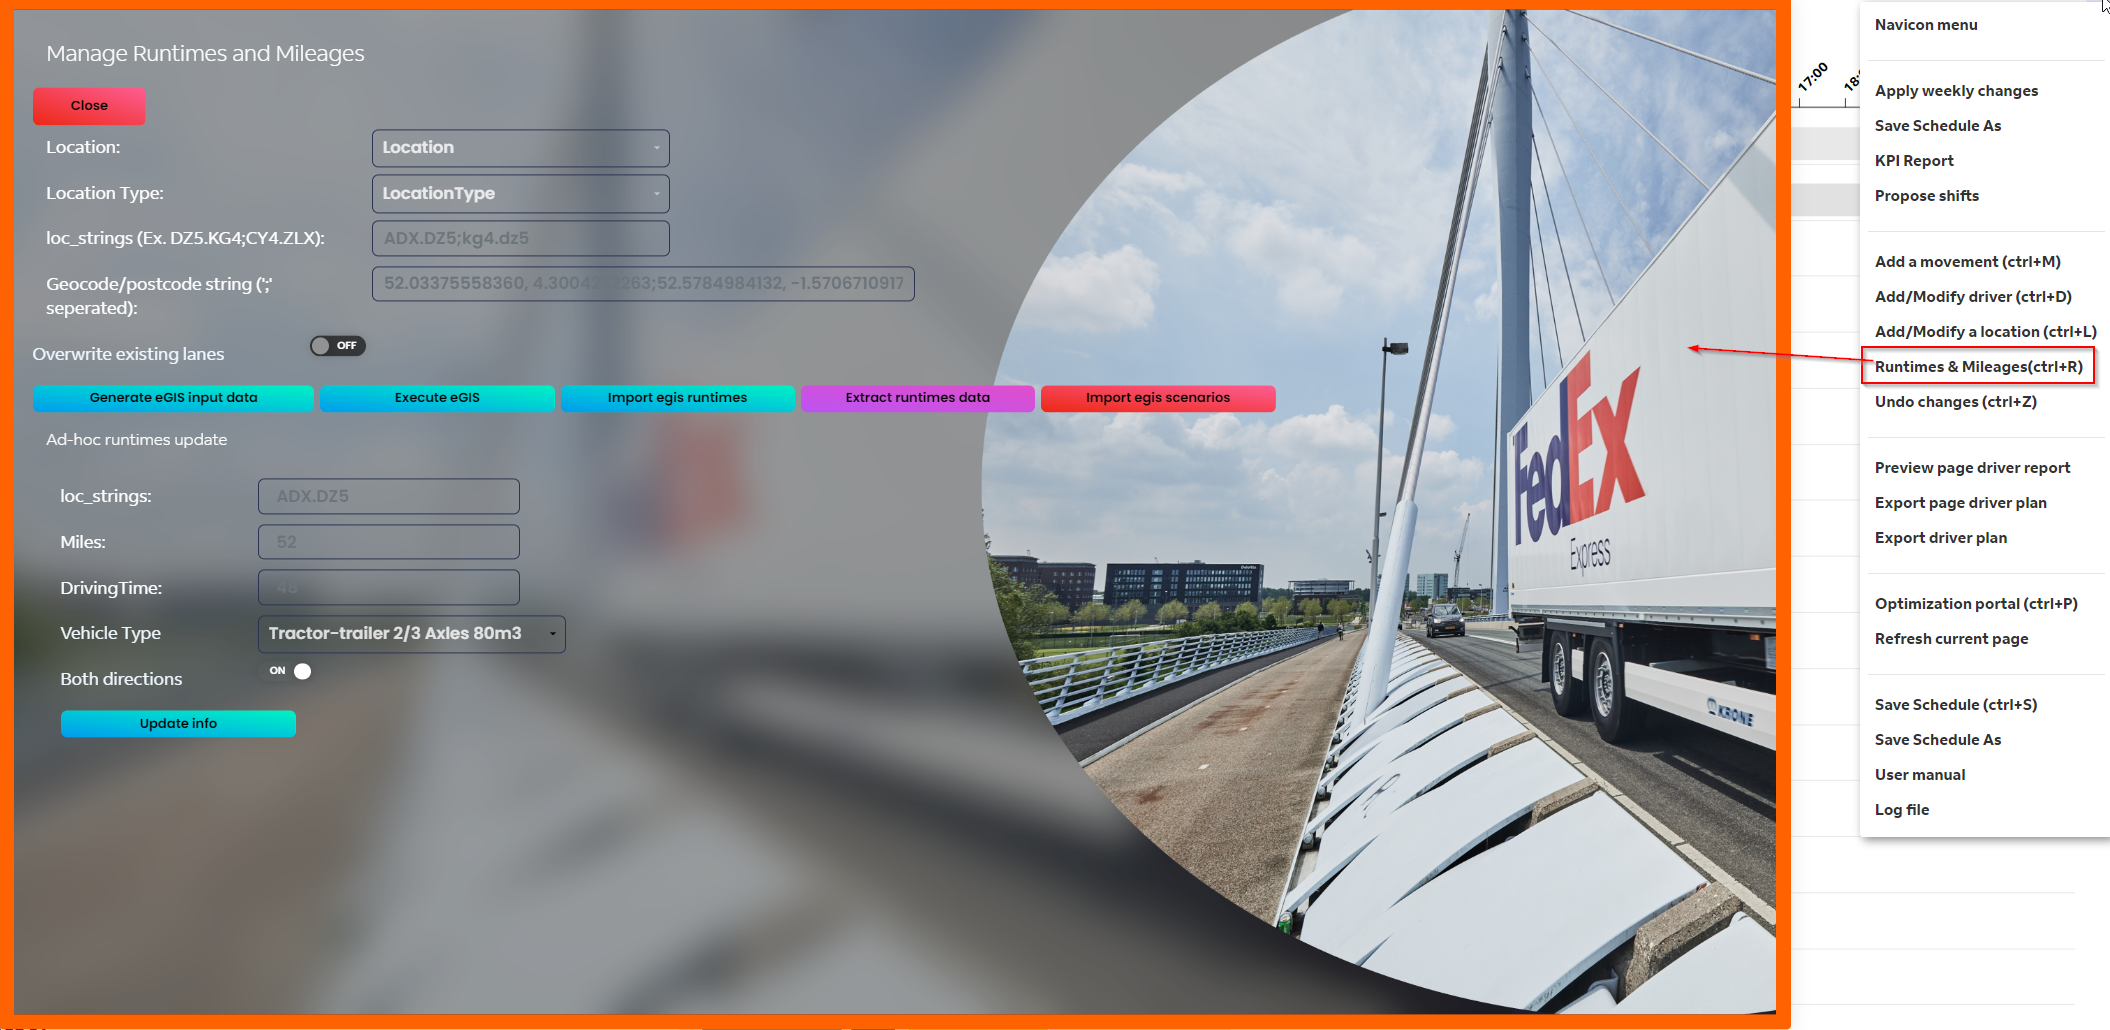 Manage Runtimes and Mileages
Close
Location:
Location
Location Type:
LocationType
loc_strings (Ex. DZ5.KG4;CY4.ZLX):
ADX.DZ5;kg4.dz5
Geocode/postcode string (';'
seperated):
Overwrite existing lanes
OFF
Generate eGIS input data
Execute eGIS
Import egis runtimes
Extract runtimes data
Import egis scenarios
Ad-hoc runtimes update
loc_strings:
ADX.DZ5
Miles:
52
DrivingTime:
48
Vehicle Type
Tractor-trailer 2/3 Axles 80m3
Both directions
ON
Update info
FedEx
Express
KRONE
17:00
Navicon menu
Apply weekly changes
Save Schedule As
KPI Report
Propose shifts
Add a movement (ctrl+M)
Add/Modify driver (ctrl+D)
Add/Modify a location (ctrl+L)
Runtimes & Mileages(ctrl+R)
Undo changes (ctrl+Z)
Preview page driver report
Export page driver plan
Export driver plan
Optimization portal (ctrl+P)
Refresh current page
Save Schedule (ctrl+S)
Save Schedule As
User manual
Log file